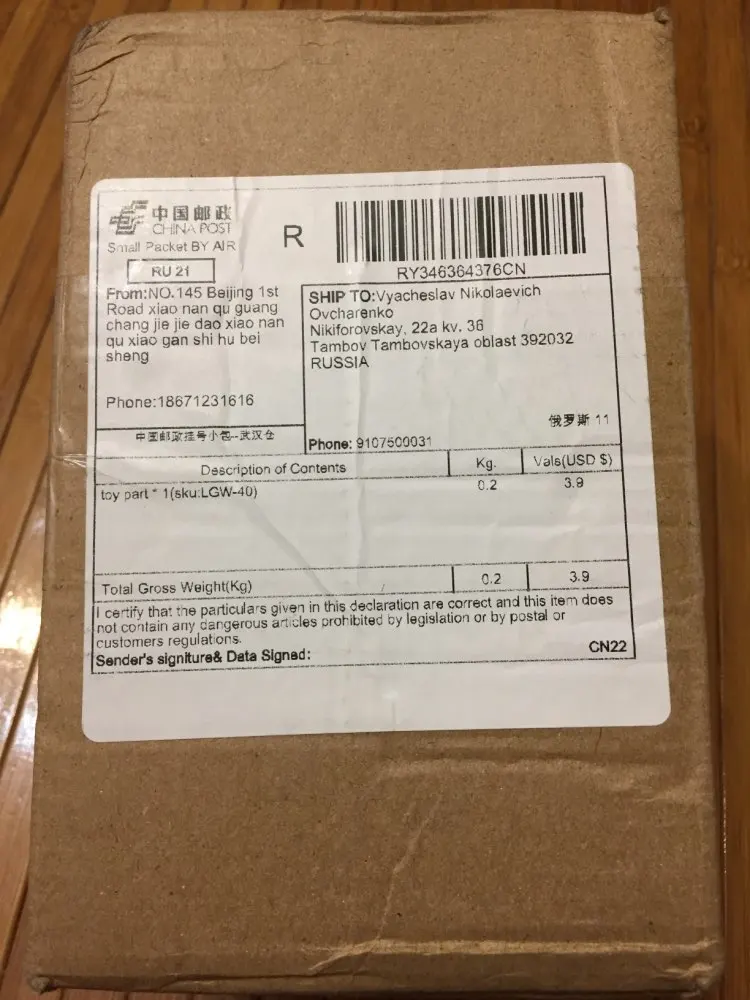 中国邮政
CHINA POST
Small Packet BY AIR
RU 21
R
RY346364376CN
From:NO.145 Beijing 1st
Road xiao nan qu guang
chang jie jie dao xiao nan
qu xiao gan shi hu bei
sheng
Phone:18671231616
中国邮政挂号小包--武汉仓
SHIP TO:Vyacheslav Nikolaevich
Ovcharenko
Nikiforovskay, 22a kv. 36
Tambov Tambovskaya oblast 392032
RUSSIA
俄罗斯 11
Phone: 9107500031
Description of Contents Kg. Vals(USD $)
toy part * 1(sku:LGW-40) 0.2 3.9
Total Gross Weight(Kg) 0.2 3.9
I certify that the particulars given in this declaration are correct and this item does
not contain any dangerous articles prohibited by legislation or by postal or
customers regulations.
Sender's signiture& Data Signed:
CN22